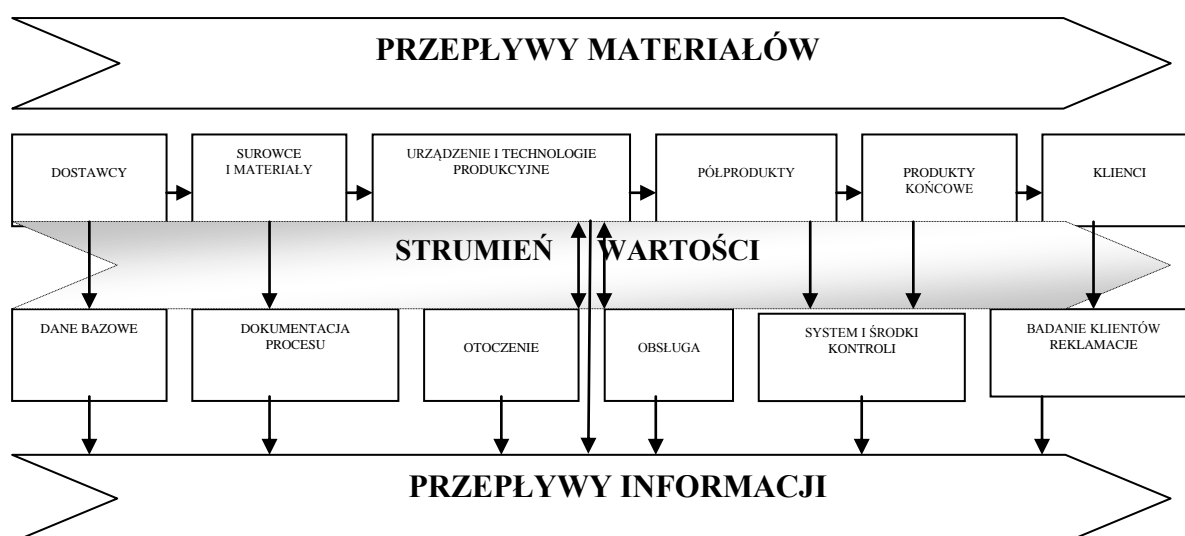 PRZEPŁYWY MATERIAŁÓW
DOSTAWCY
SUROWCE
I MATERIAŁY
URZĄDZENIE I TECHNOLOGIE
PRODUKCYJNE
PÓŁPRODUKTY
PRODUKTY
KOŃCOWE
KLIENCI
STRUMIEŃ WARTOŚCI
DANE BAZOWE
DOKUMENTACJA
PROCESU
OTOCZENIE
OBSŁUGA
SYSTEM I ŚRODKI
KONTROLI
BADANIE KLIENTÓW
REKLAMACJE
PRZEPŁYWY INFORMACJI